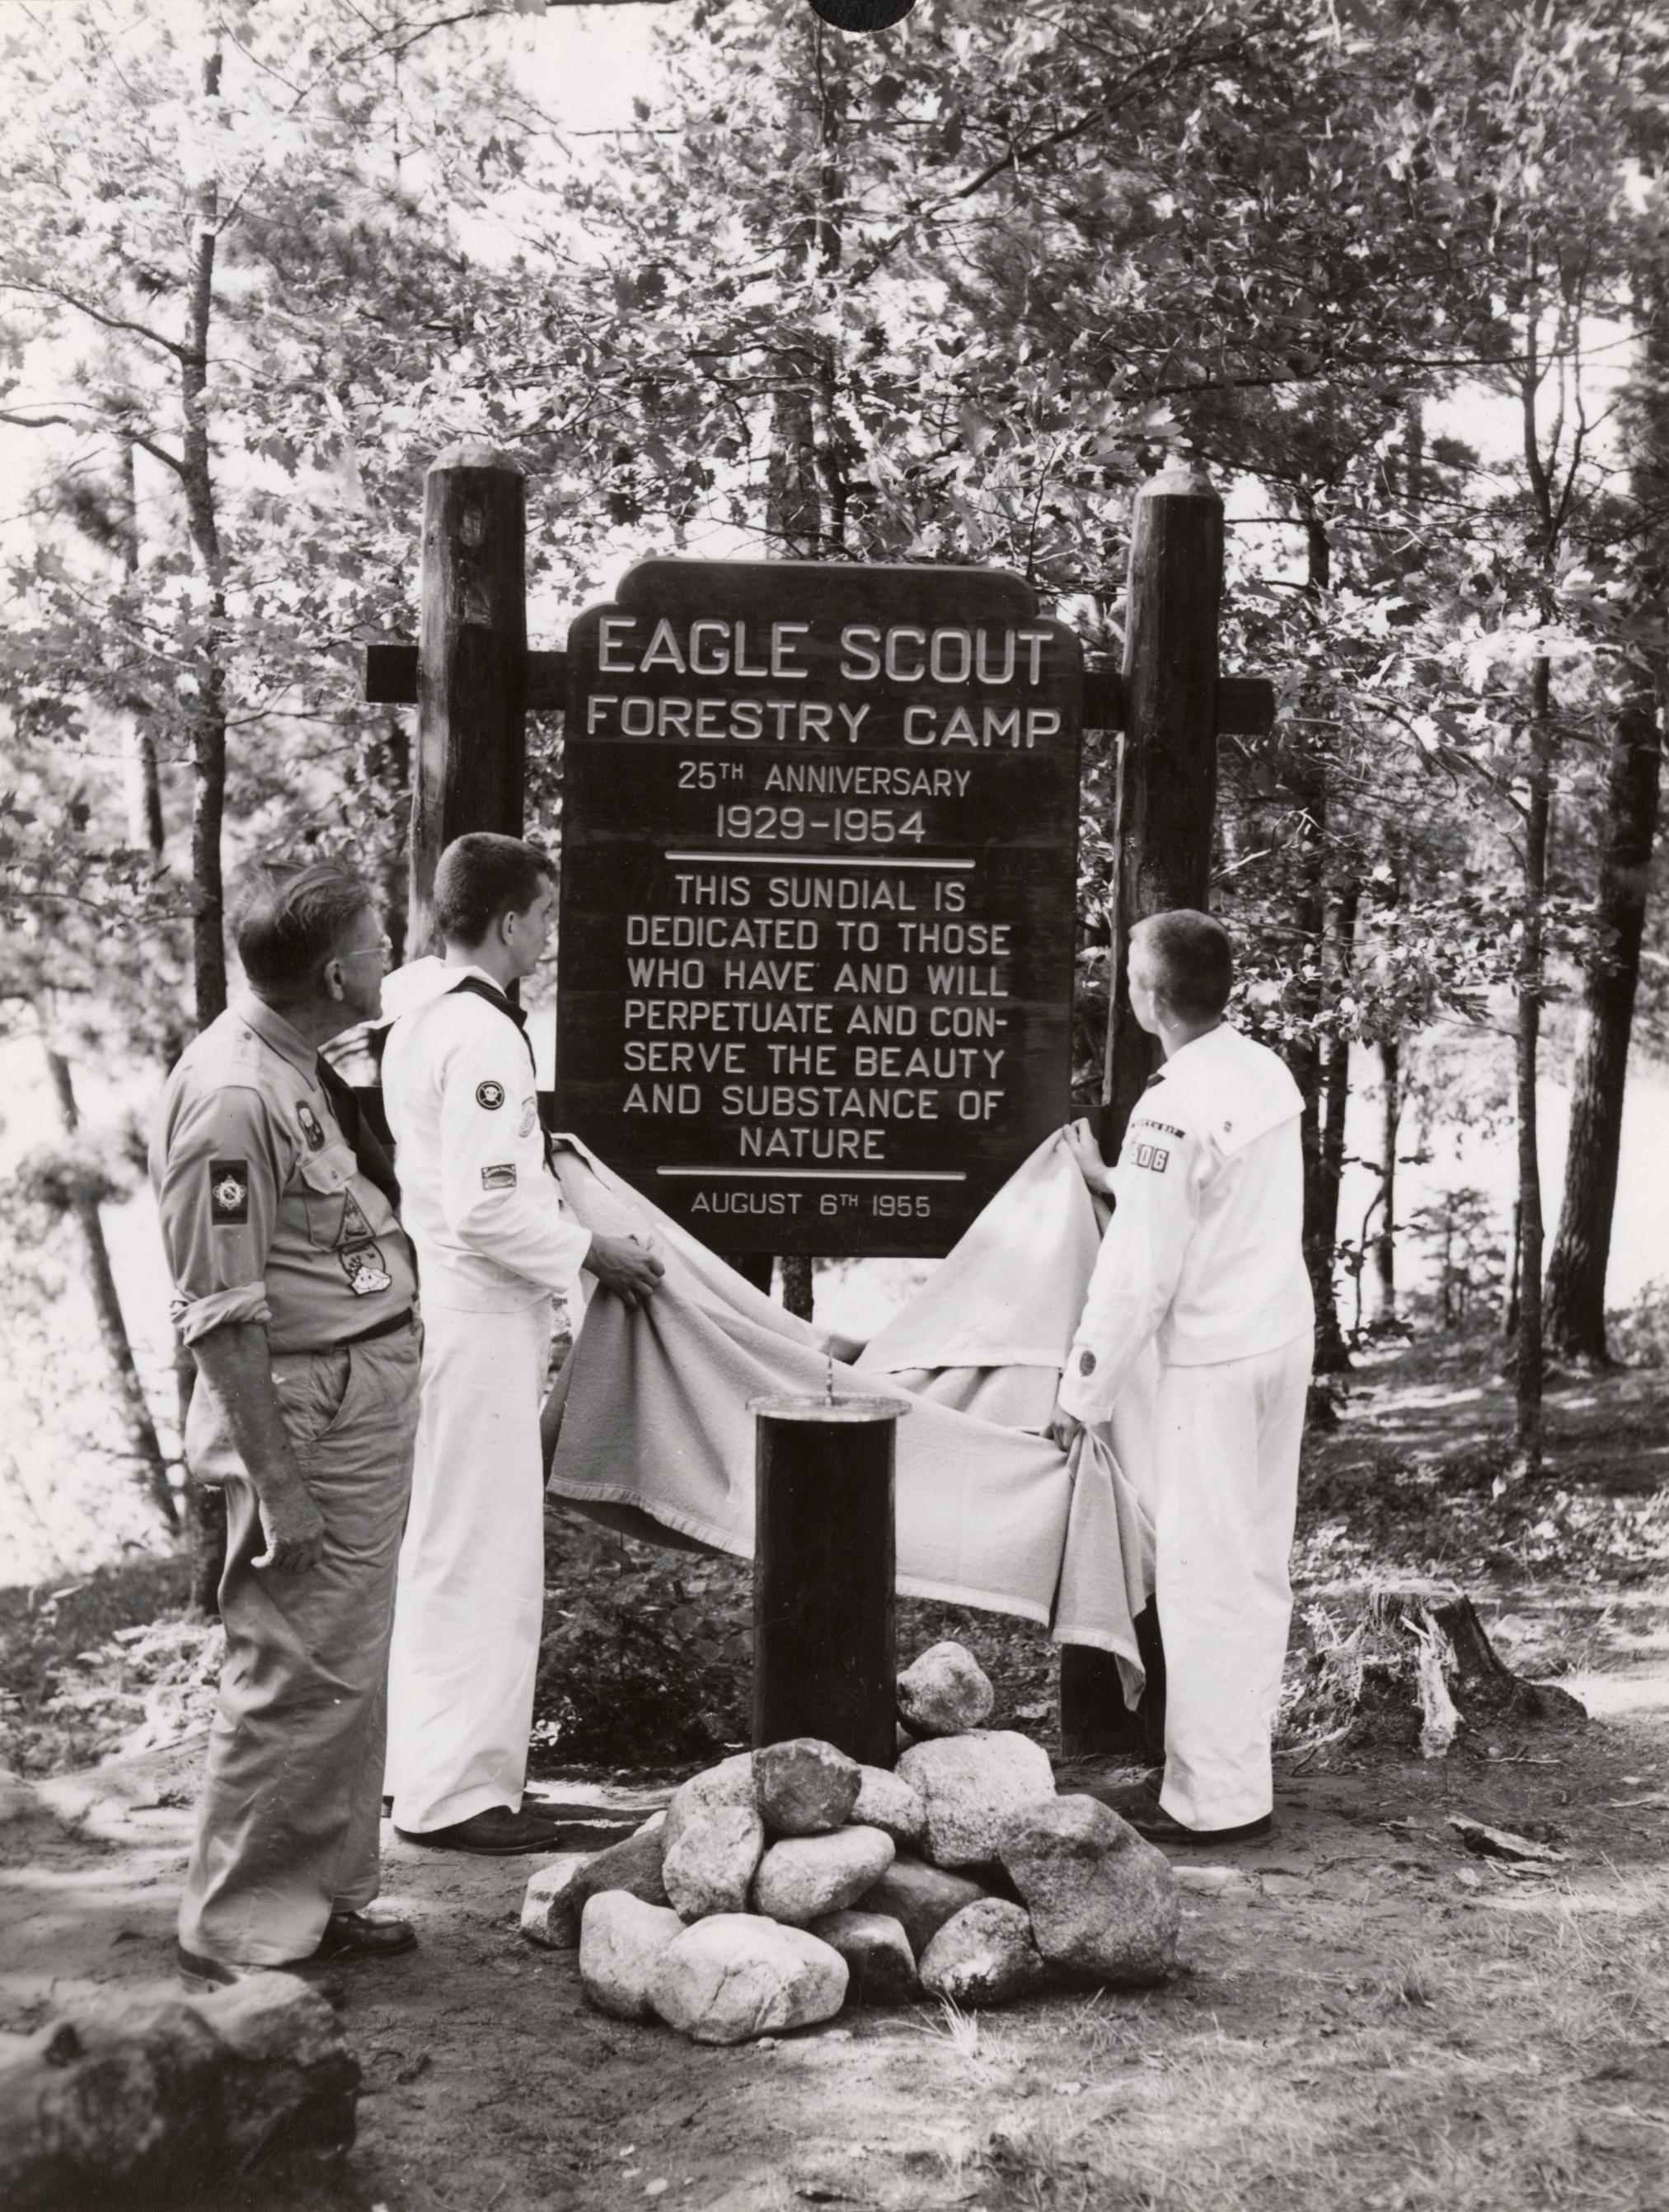 EAGLE SCOUT
FORESTRY CAMP
25TH ANNIVERSARY
1929-1954
THIS SUNDIAL IS
DEDICATED TO THOSE
WHO HAVE AND WILL
PERPETUATE AND CON-
SERVE THE BEAUTY
AND SUBSTANCE OF
NATURE
AUGUST 6TH 1955
506